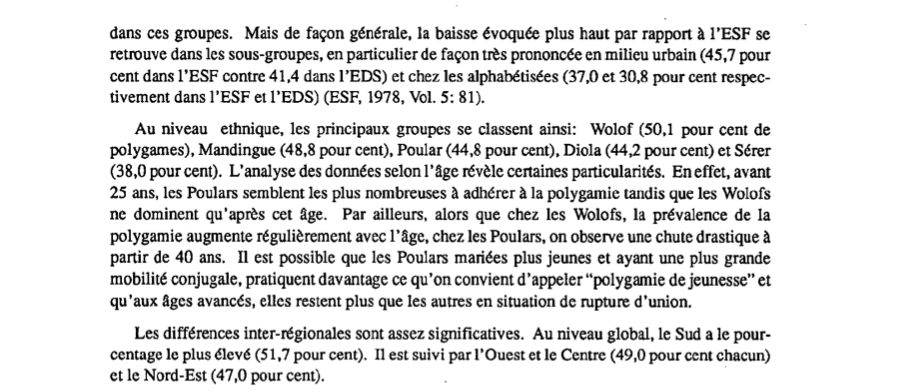 dans ces groupes. Mais de façon générale, la baisse évoquée plus haut par rapport à l'ESF se
retrouve dans les sous-groupes, en particulier de façon très prononcée en milieu urbain (45,7 pour
cent dans l'ESF contre 41,4 dans l'EDS) et chez les alphabétisées (37,0 et 30,8 pour cent respec-
tivement dans l'ESF et l'EDS) (ESF, 1978, Vol. 5: 81).
Au niveau ethnique, les principaux groupes se classent ainsi: Wolof (50,1 pour cent de
polygames), Mandingue (48,8 pour cent), Poular (44,8 pour cent), Diola (44,2 pour cent) et Sérer
(38,0 pour cent). L'analyse des données selon l'âge révèle certaines particularités. En effet, avant
25 ans, les Poulars semblent les plus nombreuses à adhérer à la polygamie tandis que les Wolofs
ne dominent qu'après cet âge. Par ailleurs, alors que chez les Wolofs, la prévalence de la
polygamie augmente régulièrement avec l'âge, chez les Poulars, on observe une chute drastique à
partir de 40 ans. Il est possible que les Poulars mariées plus jeunes et ayant une plus grande
mobilité conjugale, pratiquent davantage ce qu'on convient d'appeler “polygamie de jeunesse” et
qu'aux âges avancés, elles restent plus que les autres en situation de rupture d'union.
Les différences inter-régionales sont assez significatives. Au niveau global, le Sud a le pour-
centage le plus élevé (51,7 pour cent). Il est suivi par l'Ouest et le Centre (49,0 pour cent chacun)
et le Nord-Est (47,0 pour cent).